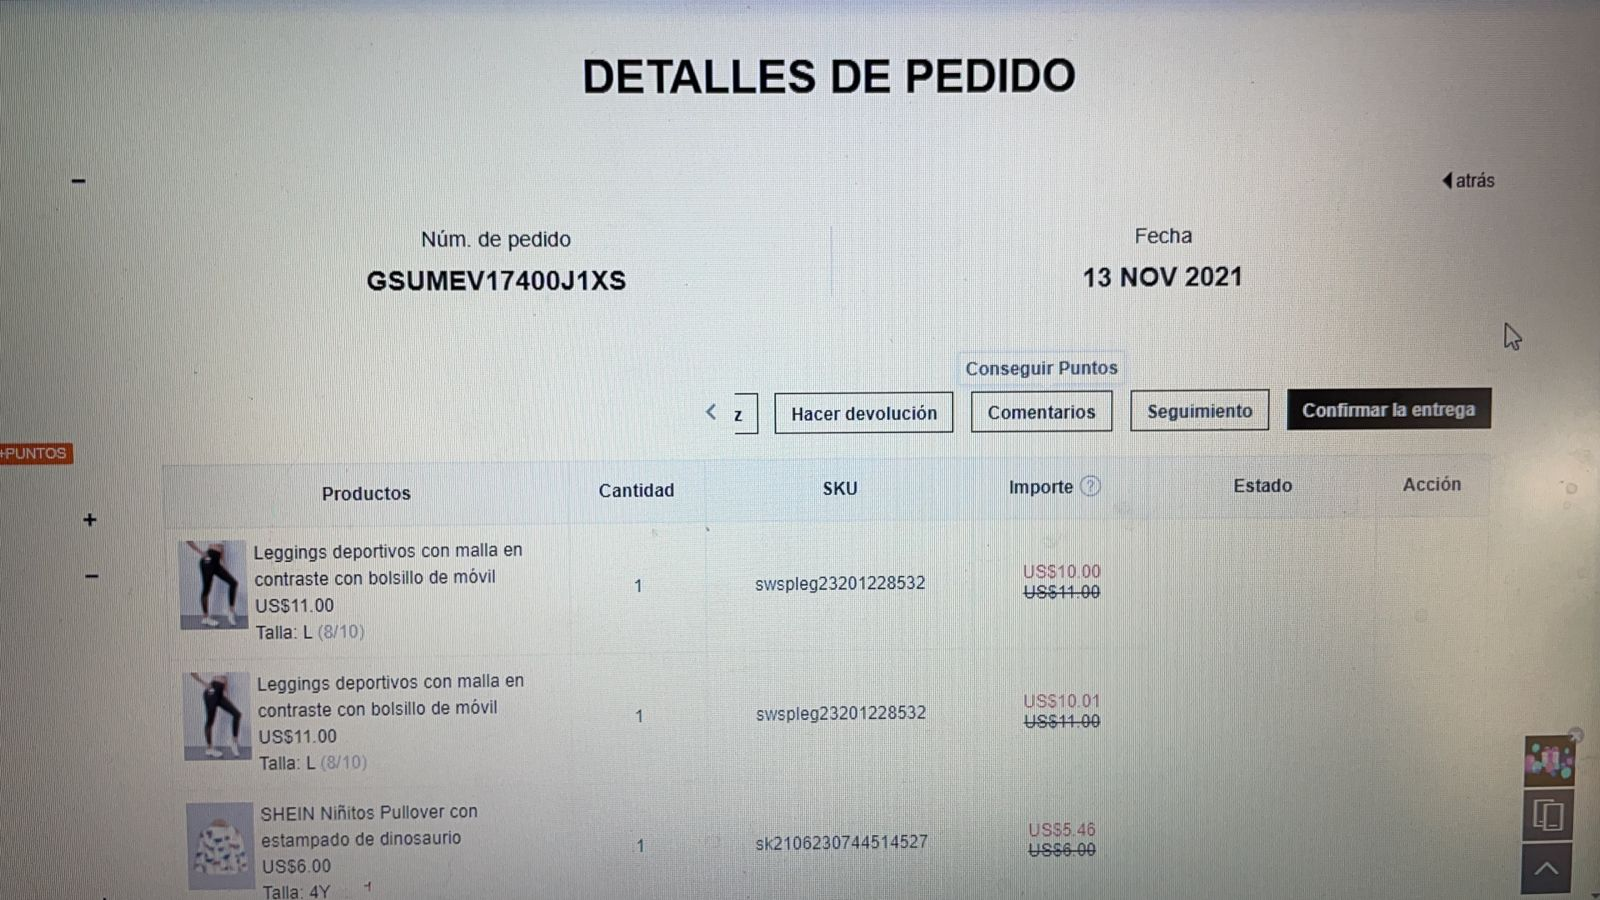 DETALLES DE PEDIDO
atrás
Núm. de pedido
GSUMEV17400J1XS
Fecha
13 NOV 2021
Conseguir Puntos
z
Hacer devolución
Comentarios
Seguimiento
Confirmar la entrega
+PUNTOS
Productos
Cantidad
SKU
Importe ?
Estado
Acción
Leggings deportivos con malla en
contraste con bolsillo de móvil
US$11.00
Talla: L (8/10)
1
swspleg23201228532
US$10.00
US$11.00
Leggings deportivos con malla en
contraste con bolsillo de móvil
US$11.00
Talla: L (8/10)
1
swspleg23201228532
US$10.01
US$11.00
SHEIN Niñitos Pullover con
estampado de dinosaurio
US$6.00
Talla: 4Y
1
sk2106230744514527
US$5.46
US$6.00